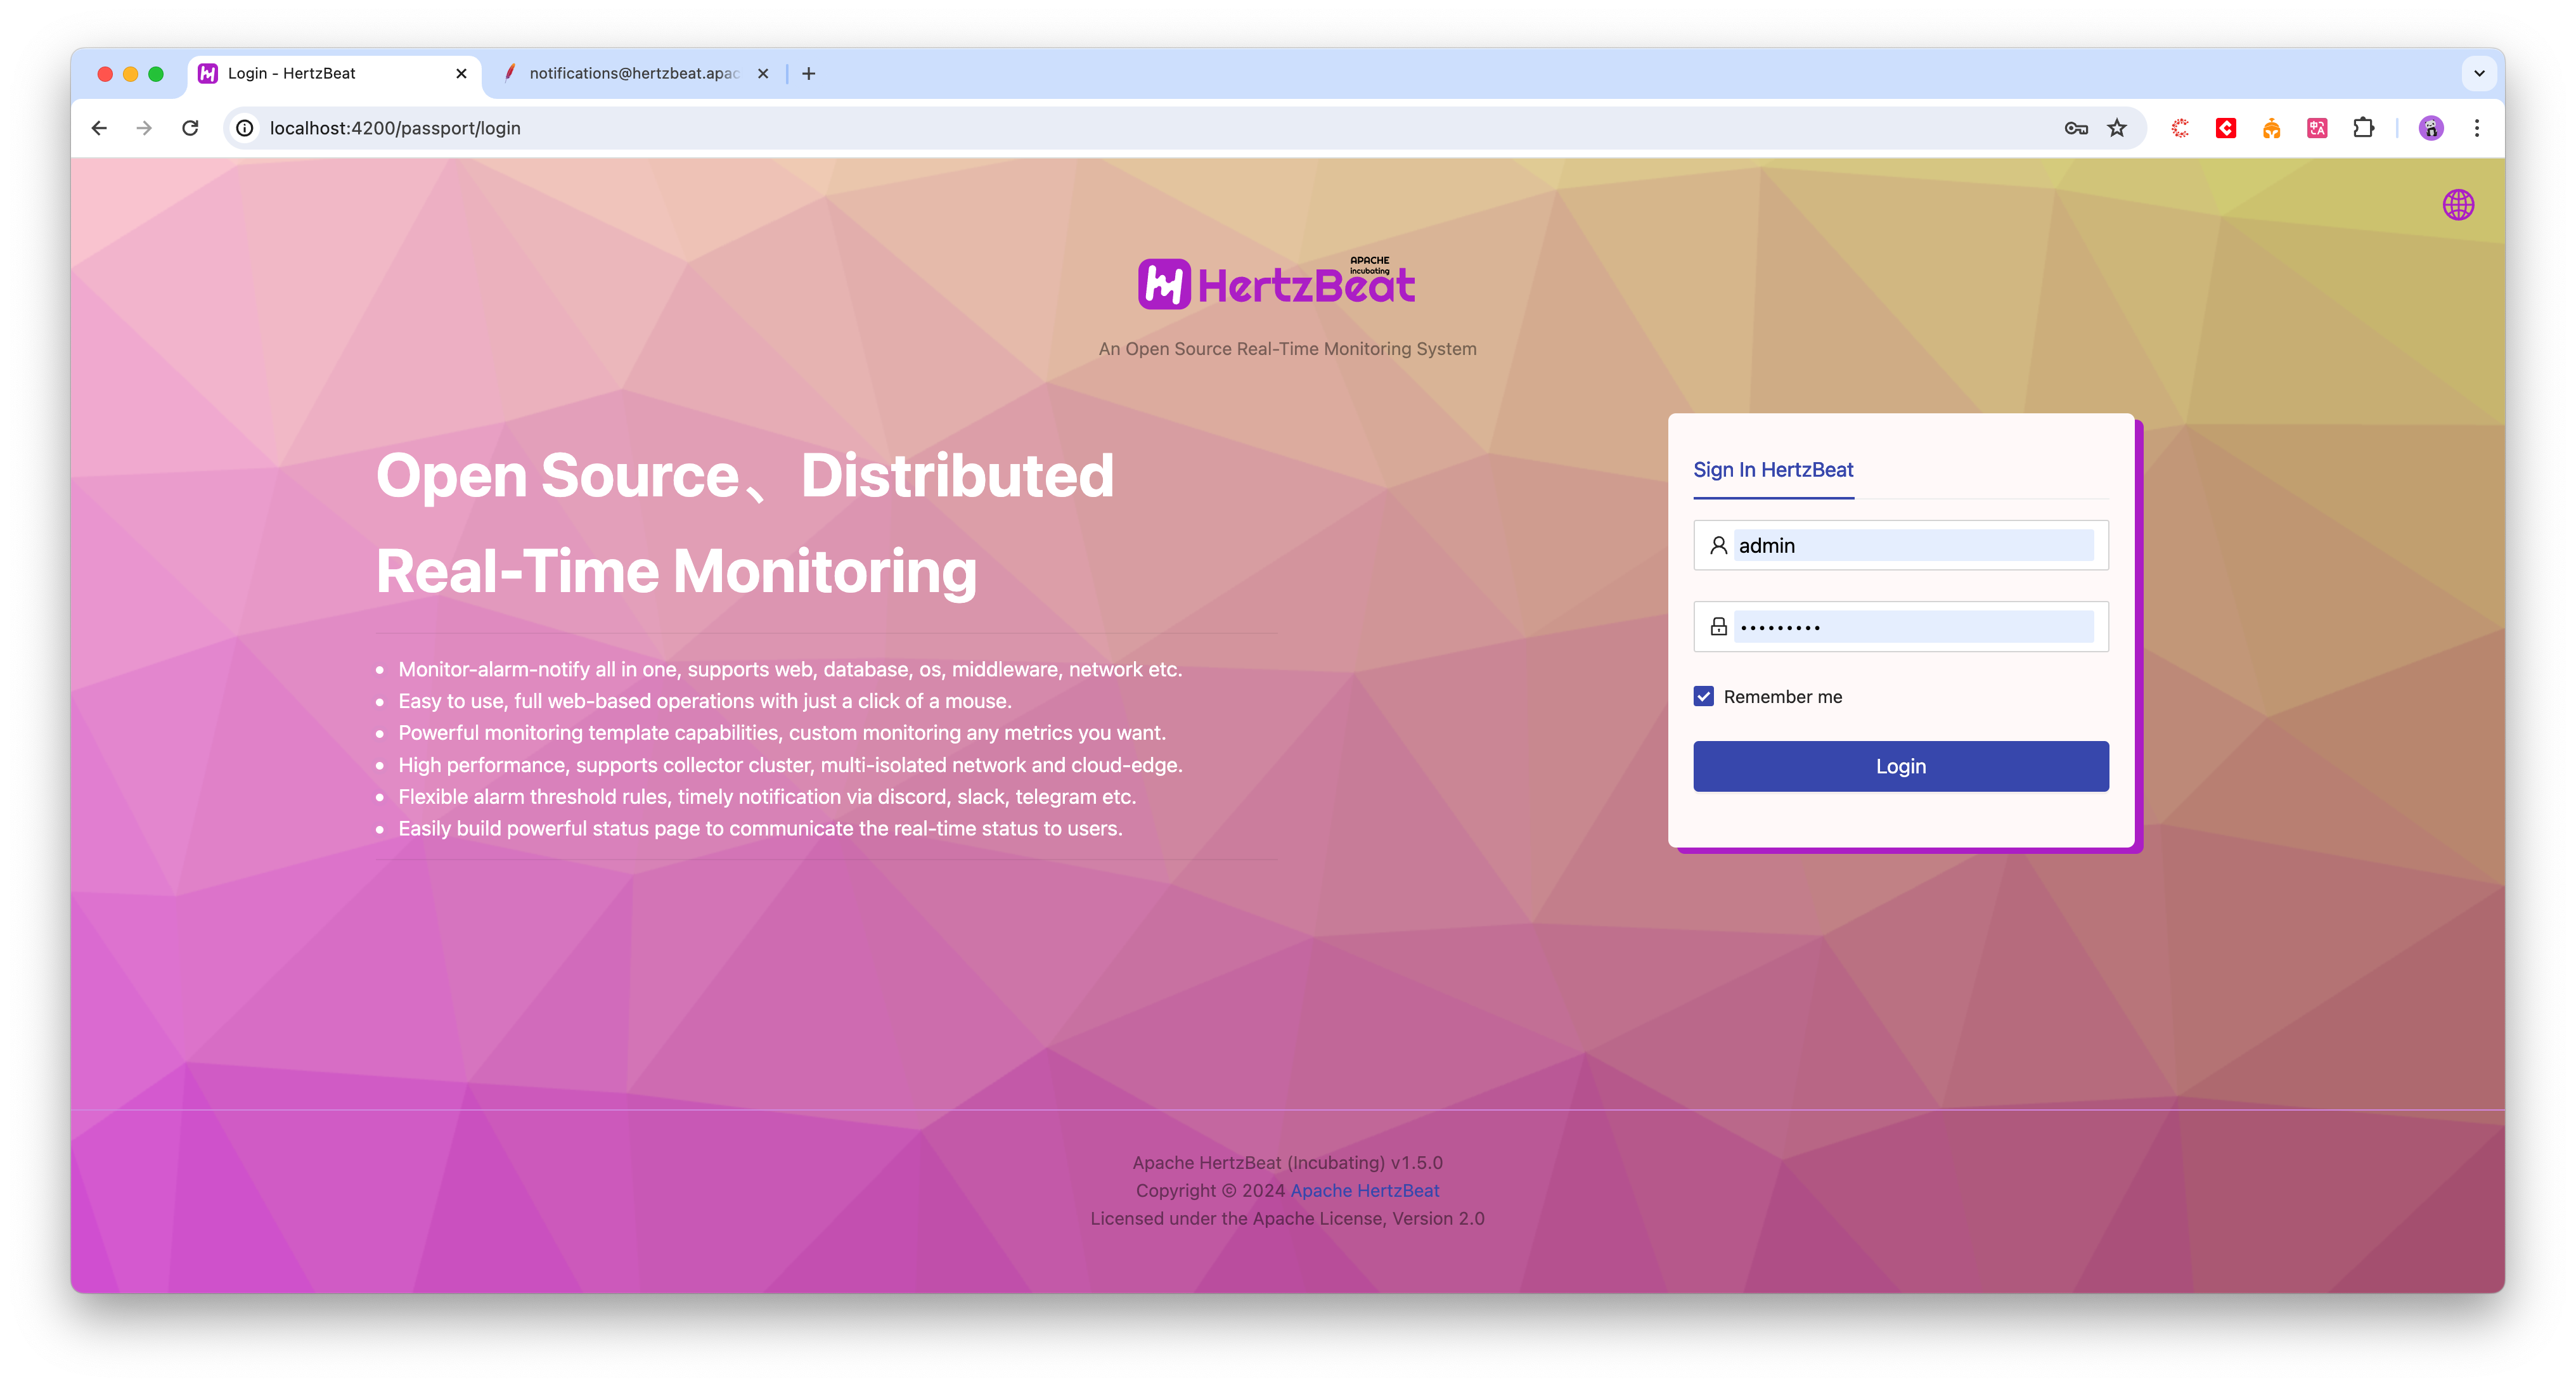 Login - HertzBeat
notifications@hertzbeat.apac
localhost:4200/passport/login
APACHE
incubating
HertzBeat
An Open Source Real-Time Monitoring System
Open Source、Distributed
Real-Time Monitoring
Monitor-alarm-notify all in one, supports web, database, os, middleware, network etc.
Easy to use, full web-based operations with just a click of a mouse.
Powerful monitoring template capabilities, custom monitoring any metrics you want.
High performance, supports collector cluster, multi-isolated network and cloud-edge.
Flexible alarm threshold rules, timely notification via discord, slack, telegram etc.
Easily build powerful status page to communicate the real-time status to users.
Sign In HertzBeat
admin
•••••••••
Remember me
Login
Apache HertzBeat (Incubating) v1.5.0
Copyright © 2024 Apache HertzBeat
Licensed under the Apache License, Version 2.0